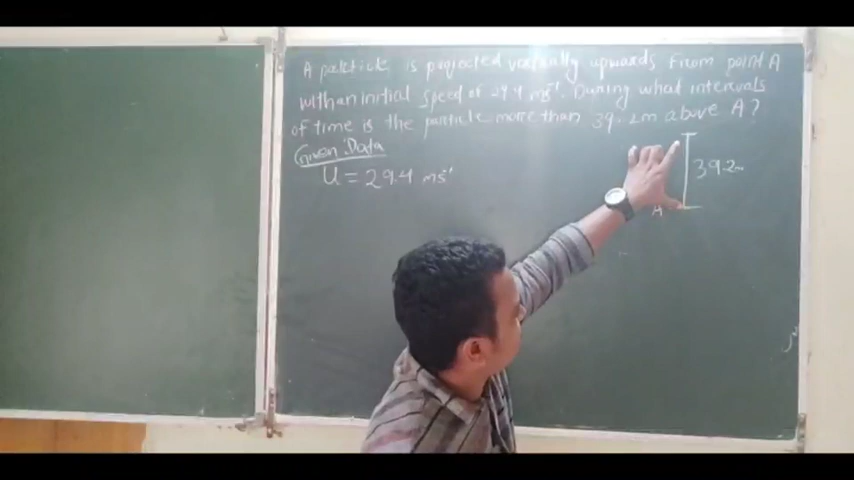 A particle is projected vertically upwards From point A
with an initial speed of 29.4 ms⁻¹. During what intervals
of time is the particle more than 39.2m above A?
Given Data
U = 29.4 ms⁻¹
39.2m
A